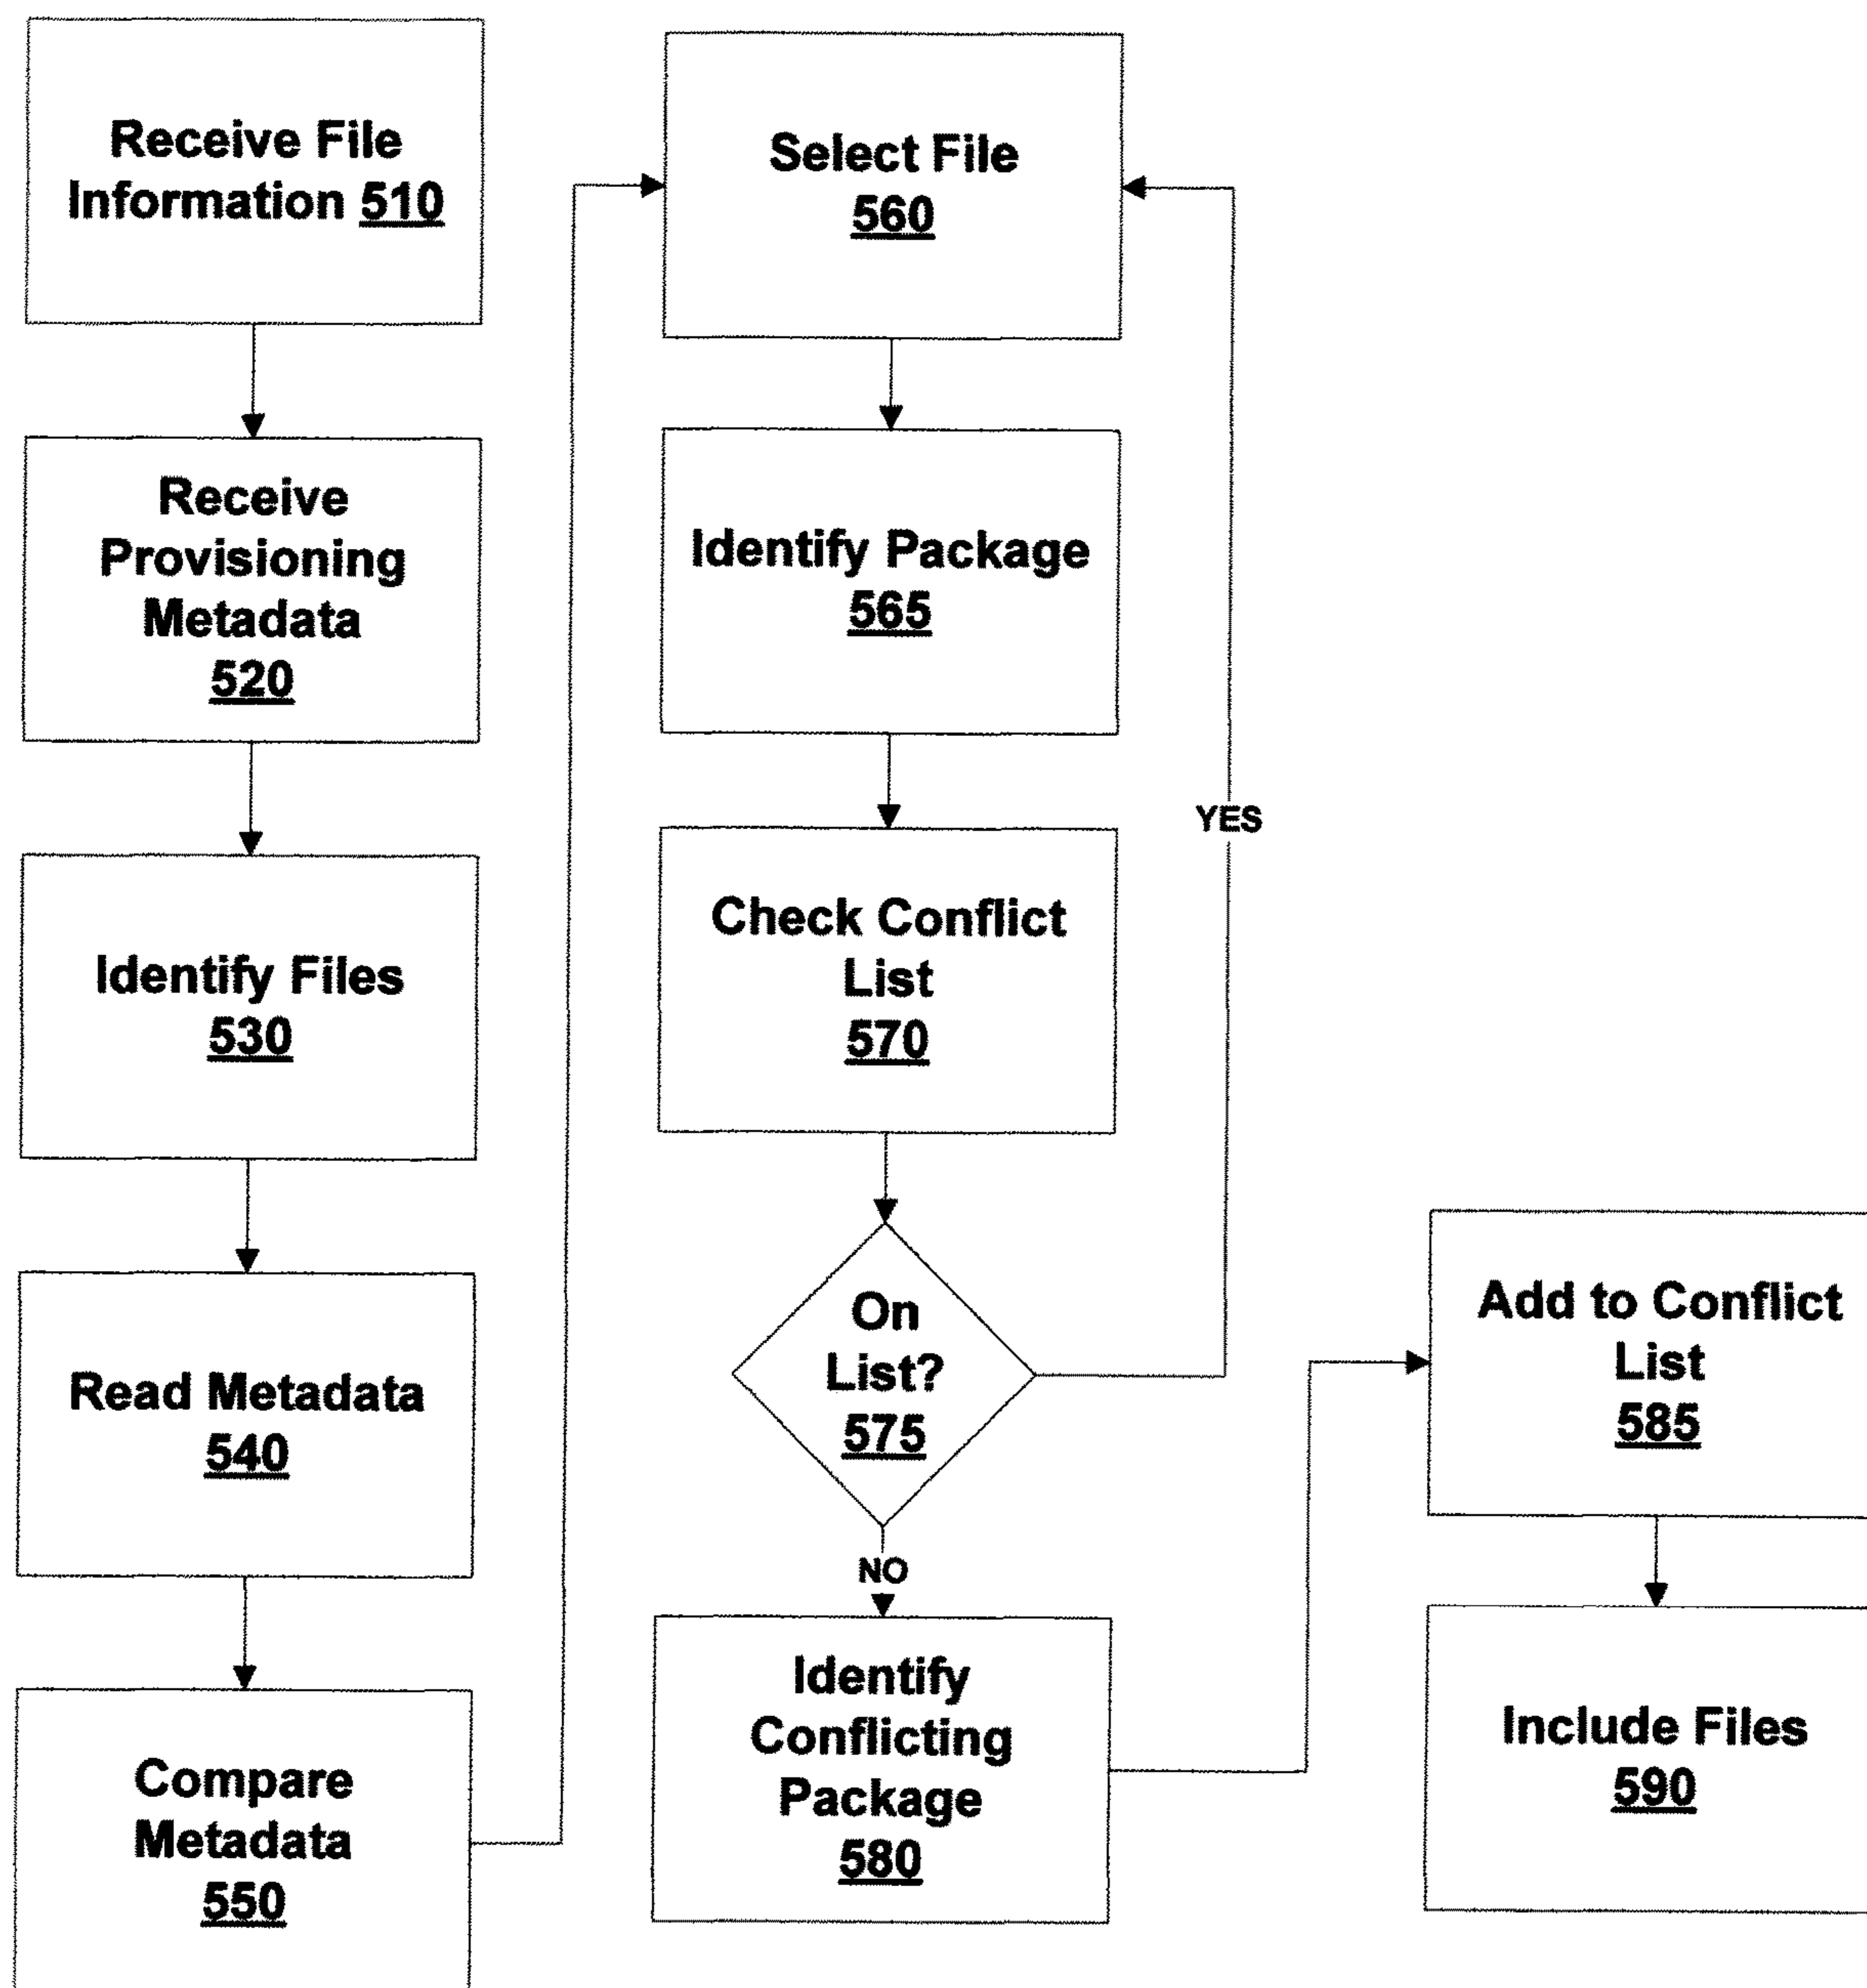 Receive File
Information 510
Receive
Provisioning
Metadata
520
Identify Files
530
Read Metadata
540
Compare
Metadata
550
Select File
560
Identify Package
565
Check Conflict
List
570
On
List?
575
YES
NO
Identify
Conflicting
Package
580
Add to Conflict
List
585
Include Files
590